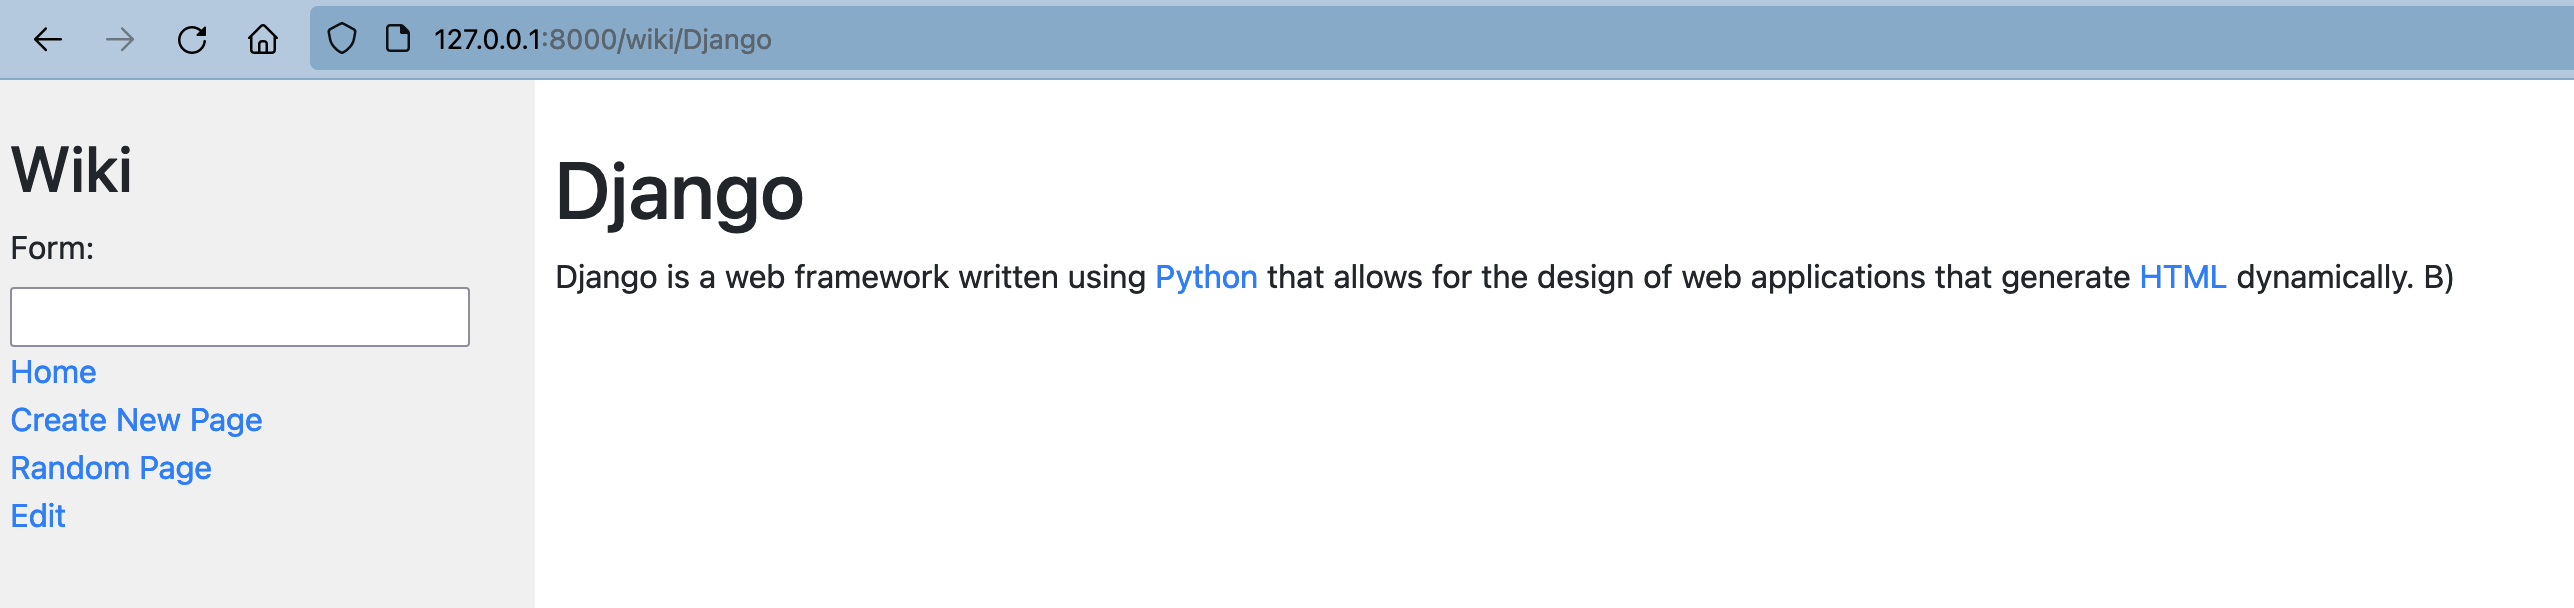 127.0.0.1:8000/wiki/Django
Wiki
Form:
Home
Create New Page
Random Page
Edit
Django
Django is a web framework written using Python that allows for the design of web applications that generate HTML dynamically. B)